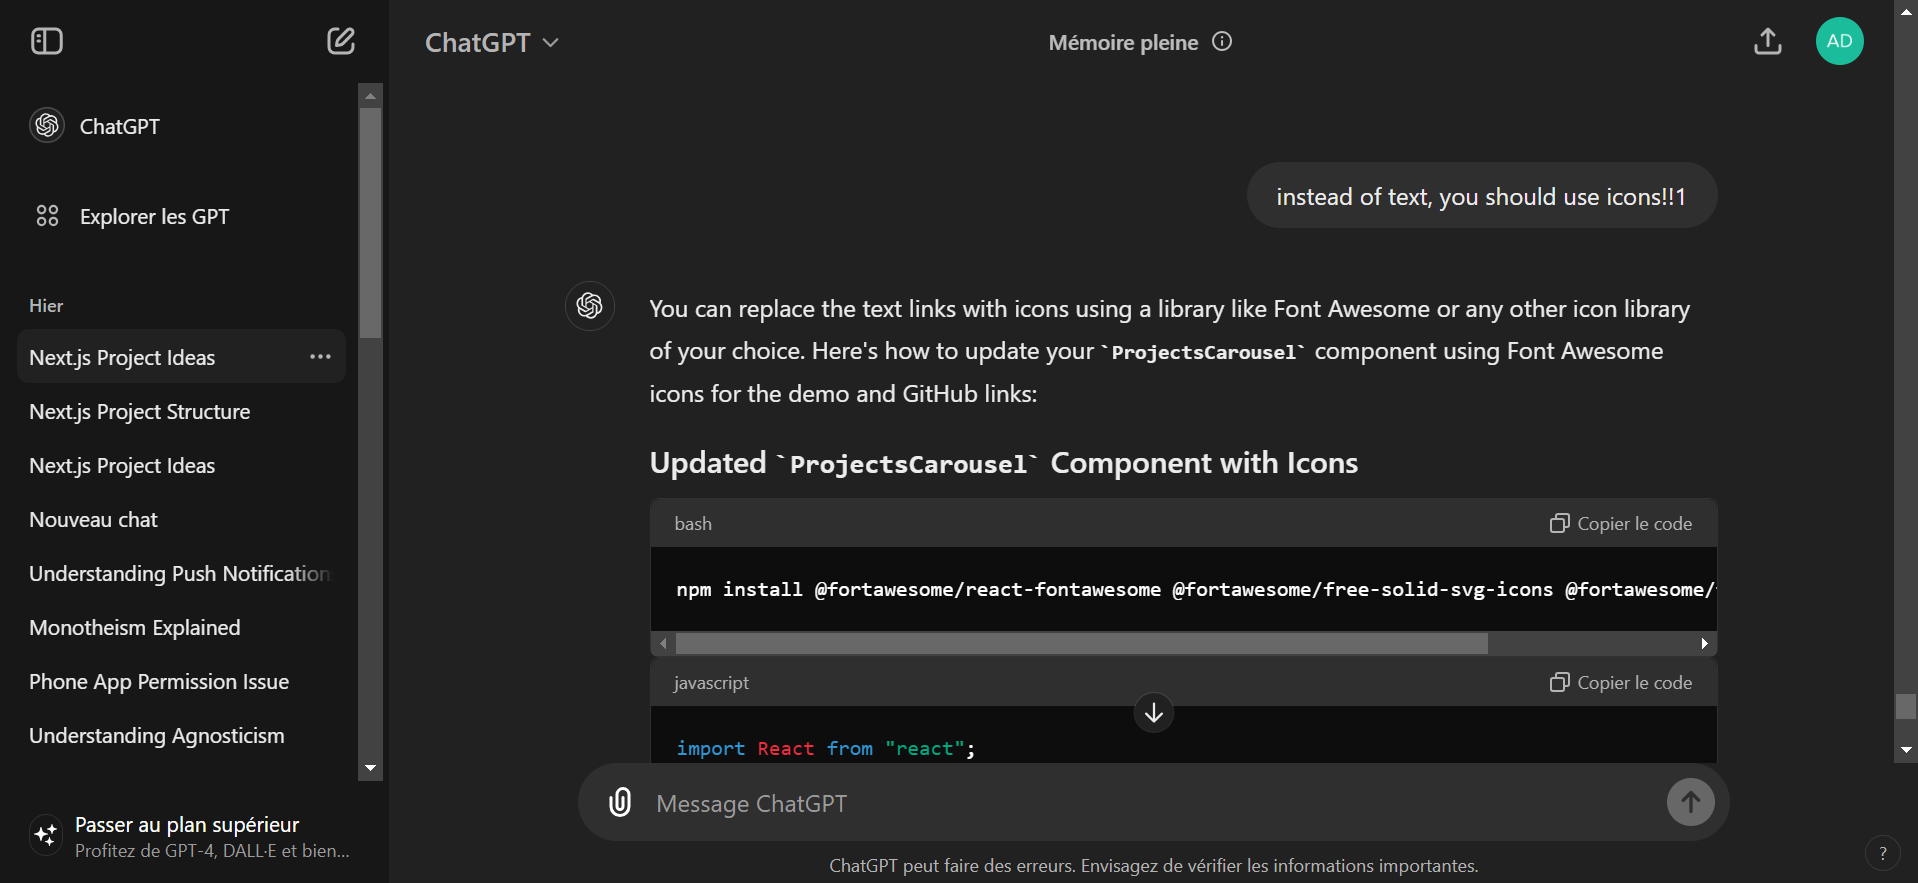 ChatGPT
Mémoire pleine
AD
ChatGPT
Explorer les GPT
Hier
Next.js Project Ideas
Next.js Project Structure
Next.js Project Ideas
Nouveau chat
Understanding Push Notification
Monotheism Explained
Phone App Permission Issue
Understanding Agnosticism
Passer au plan supérieur
Profitez de GPT-4, DALL·E et bien...
instead of text, you should use icons!!1
You can replace the text links with icons using a library like Font Awesome or any other icon library
of your choice. Here's how to update your `ProjectsCarousel` component using Font Awesome
icons for the demo and GitHub links:
Updated `ProjectsCarousel` Component with Icons
bash
Copier le code
npm install @fortawesome/react-fontawesome @fortawesome/free-solid-svg-icons @fortawesome/
javascript
Copier le code
import React from "react";
Message ChatGPT
ChatGPT peut faire des erreurs. Envisagez de vérifier les informations importantes.
?